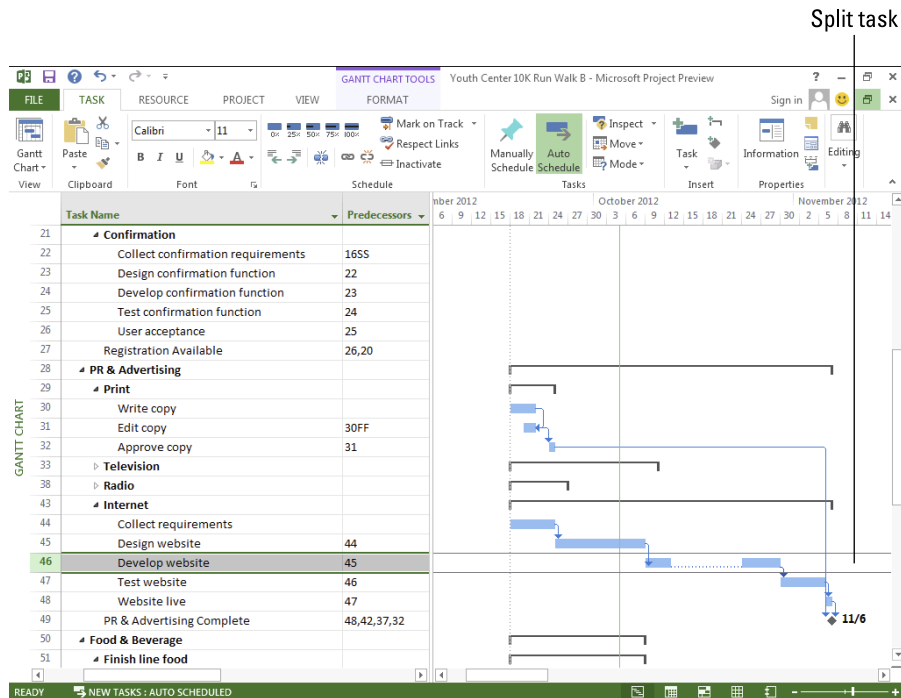 Split task
GANTT CHART TOOLS Youth Center 10K Run Walk B - Microsoft Project Preview
FILE TASK RESOURCE PROJECT VIEW FORMAT Sign in
Calibri 11
0× 25× 50× 75× 100×
Mark on Track
Respect Links
Inactivate
Inspect
Move
Mode
Gantt Chart
Paste
B I U A
Manually Schedule
Auto Schedule
Task
Information
Editing
View Clipboard Font Schedule Tasks Insert Properties
Task Name Predecessors
nber 2012 October 2012 November 2012
6 9 12 15 18 21 24 27 30 3 6 9 12 15 18 21 24 27 30 2 5 8 11 14
GANTT CHART
21 Confirmation
22 Collect confirmation requirements 16SS
23 Design confirmation function 22
24 Develop confirmation function 23
25 Test confirmation function 24
26 User acceptance 25
27 Registration Available 26,20
28 PR & Advertising
29 Print
30 Write copy
31 Edit copy 30FF
32 Approve copy 31
33 Television
38 Radio
43 Internet
44 Collect requirements
45 Design website 44
46 Develop website 45
47 Test website 46
48 Website live 47
49 PR & Advertising Complete 48,42,37,32 11/6
50 Food & Beverage
51 Finish line food
READY NEW TASKS : AUTO SCHEDULED